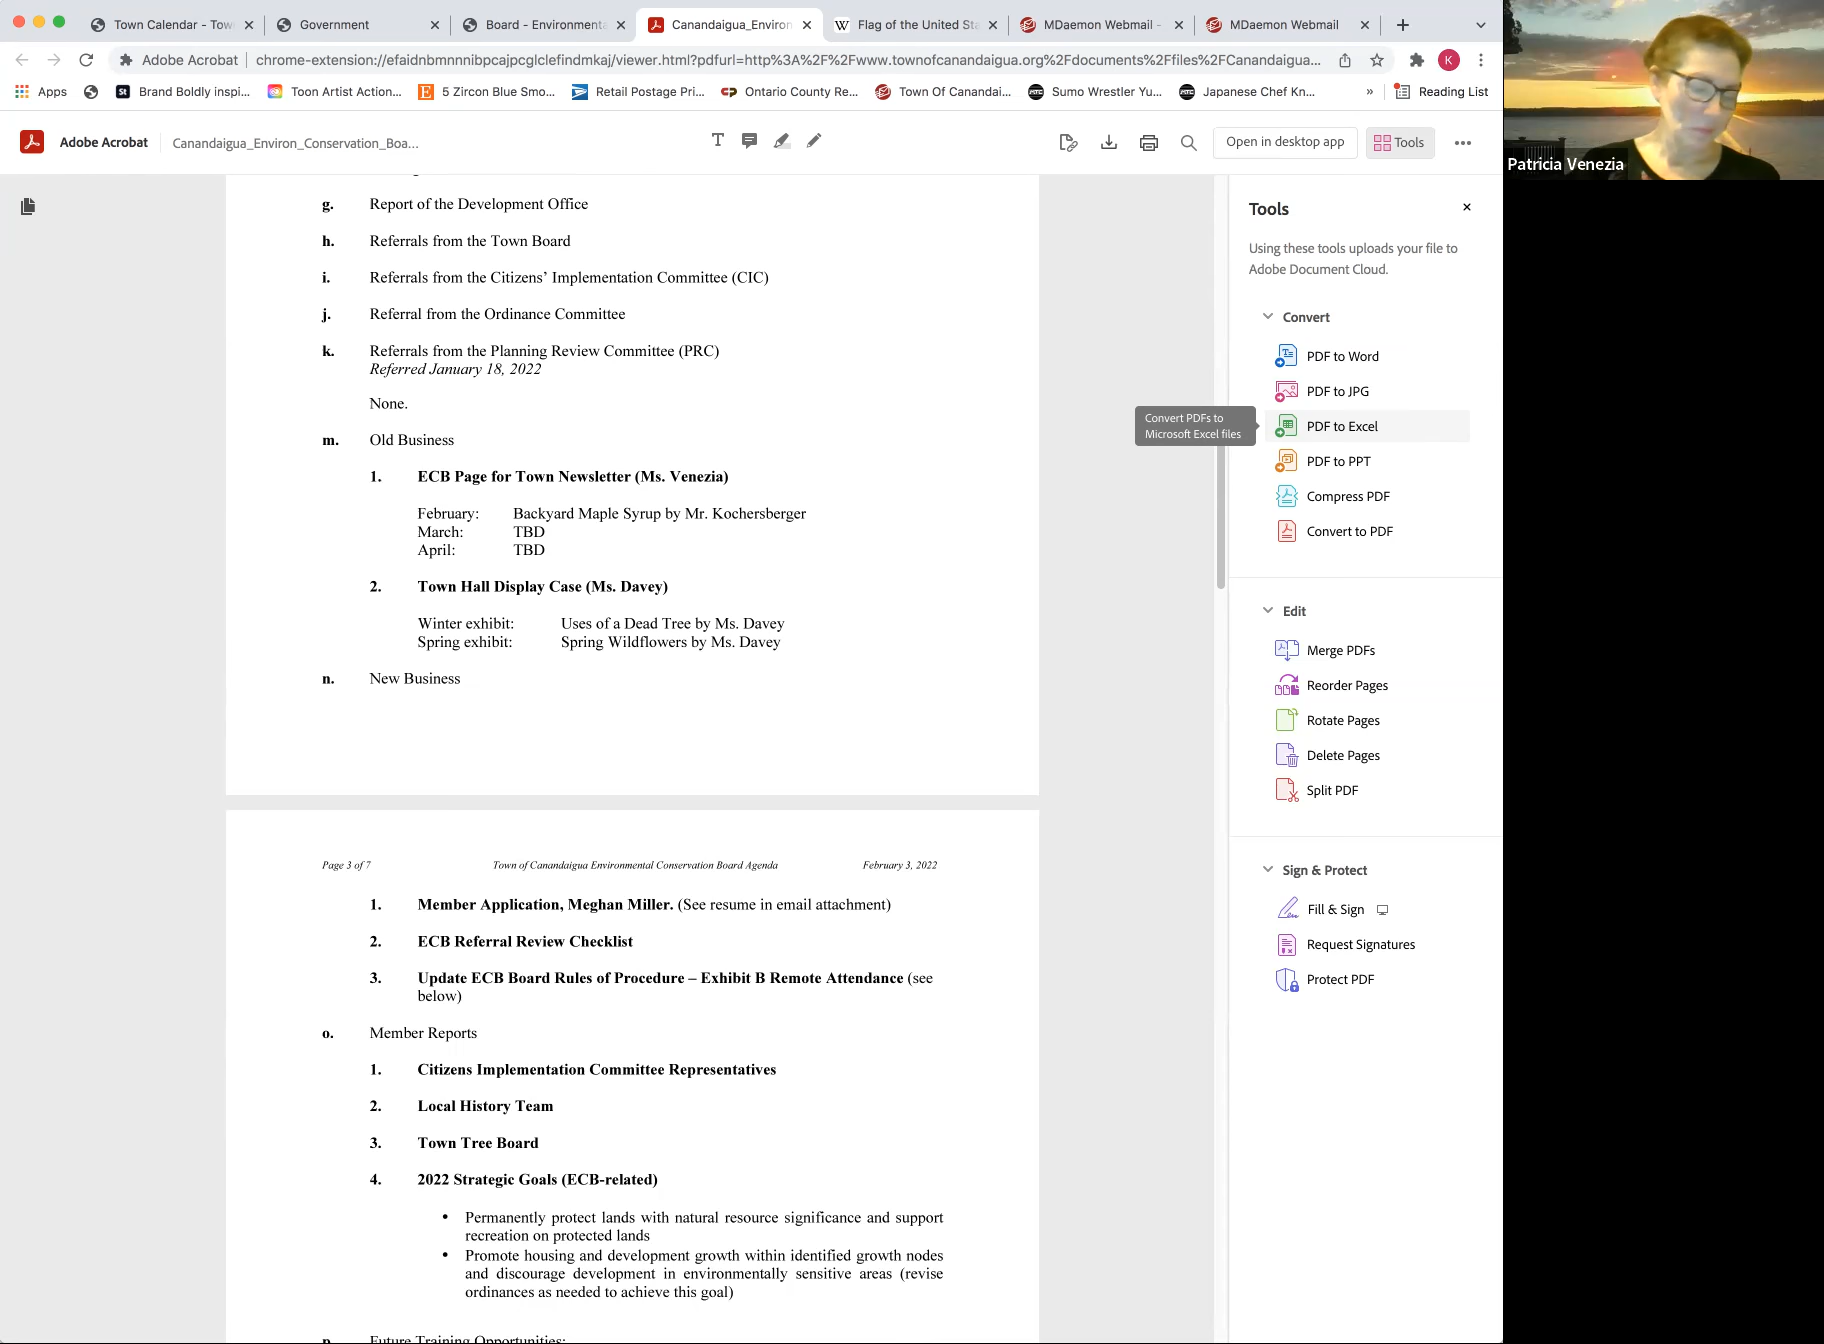 Town Calendar - Tow
Government
Board - Environmenta
Canandaigua_Environ
Flag of the United Sta
MDaemon Webmail -
MDaemon Webmail
Adobe Acrobat
chrome-extension://efaidnbmnnnibpcajpcglclefindmkaj/viewer.html?pdfurl=http%3A%2F%2Fwww.townofcanandaigua.org%2Fdocuments%2Ffiles%2FCanandaigua...
K
Apps
Brand Boldly inspi...
Toon Artist Action...
5 Zircon Blue Smo...
Retail Postage Pri...
Ontario County Re...
Town Of Canandai...
Sumo Wrestler Yu...
Japanese Chef Kn...
»
Reading List
Adobe Acrobat
Canandaigua_Environ_Conservation_Boa...
Open in desktop app
Tools
Patricia Venezia
g. Report of the Development Office
h. Referrals from the Town Board
i. Referrals from the Citizens’ Implementation Committee (CIC)
j. Referral from the Ordinance Committee
k. Referrals from the Planning Review Committee (PRC)
Referred January 18, 2022
None.
m. Old Business
1. ECB Page for Town Newsletter (Ms. Venezia)
February: Backyard Maple Syrup by Mr. Kochersberger
March: TBD
April: TBD
2. Town Hall Display Case (Ms. Davey)
Winter exhibit: Uses of a Dead Tree by Ms. Davey
Spring exhibit: Spring Wildflowers by Ms. Davey
n. New Business
Page 3 of 7 Town of Canandaigua Environmental Conservation Board Agenda February 3, 2022
1. Member Application, Meghan Miller. (See resume in email attachment)
2. ECB Referral Review Checklist
3. Update ECB Board Rules of Procedure – Exhibit B Remote Attendance (see
below)
o. Member Reports
1. Citizens Implementation Committee Representatives
2. Local History Team
3. Town Tree Board
4. 2022 Strategic Goals (ECB-related)
• Permanently protect lands with natural resource significance and support
recreation on protected lands
• Promote housing and development growth within identified growth nodes
and discourage development in environmentally sensitive areas (revise
ordinances as needed to achieve this goal)
p. Future Training Opportunities:
Tools
Using these tools uploads your file to
Adobe Document Cloud.
Convert
PDF to Word
PDF to JPG
Convert PDFs to
Microsoft Excel files
PDF to Excel
PDF to PPT
Compress PDF
Convert to PDF
Edit
Merge PDFs
Reorder Pages
Rotate Pages
Delete Pages
Split PDF
Sign & Protect
Fill & Sign
Request Signatures
Protect PDF